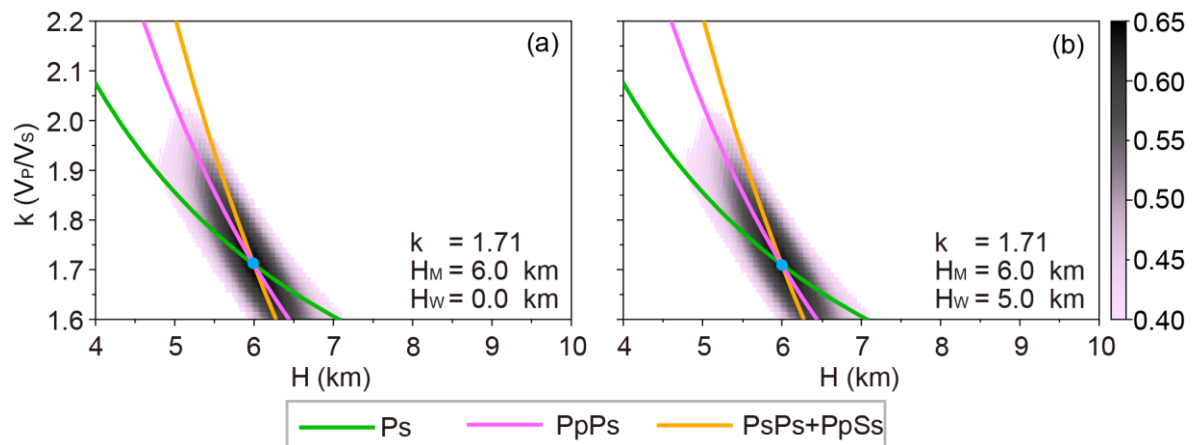 (a)
2.2
2.1
2.0
1.9
1.8
1.7
1.6
k (VP/VS)
k = 1.71
HM = 6.0 km
HW = 0.0 km
4 5 6 7 8 9 10
H (km)
(b)
k = 1.71
HM = 6.0 km
HW = 5.0 km
4 5 6 7 8 9 10
H (km)
0.65
0.60
0.55
0.50
0.45
0.40
Ps PpPs PsPs+PpSs